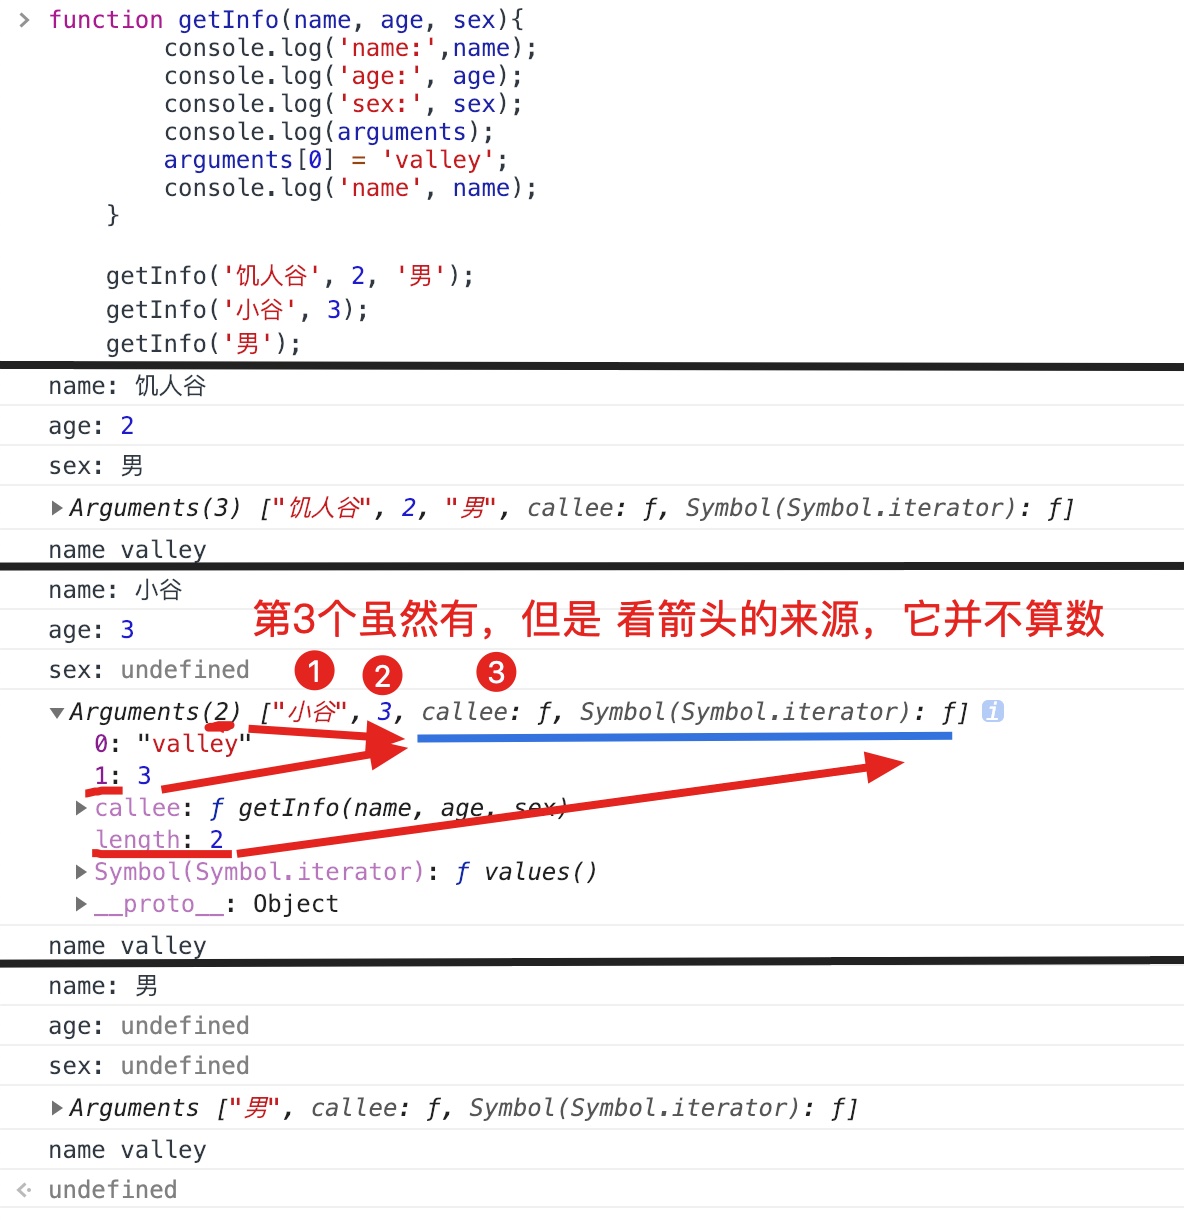 function getInfo(name, age, sex){
console.log('name:',name);
console.log('age:', age);
console.log('sex:', sex);
console.log(arguments);
arguments[0] = 'valley';
console.log('name', name);
}
getInfo('饥人谷', 2, '男');
getInfo('小谷', 3);
getInfo('男');
name: 饥人谷
age: 2
sex: 男
Arguments(3) ["饥人谷", 2, "男", callee: ƒ, Symbol(Symbol.iterator): ƒ]
name valley
name: 小谷
第3个虽然有，但是 看箭头的来源，它并不算数
age: 3
sex: undefined
1 2 3
Arguments(2) ["小谷", 3, callee: ƒ, Symbol(Symbol.iterator): ƒ] i
0: "valley"
1: 3
callee: ƒ getInfo(name, age, sex)
length: 2
Symbol(Symbol.iterator): ƒ values()
__proto__: Object
name valley
name: 男
age: undefined
sex: undefined
Arguments ["男", callee: ƒ, Symbol(Symbol.iterator): ƒ]
name valley
undefined